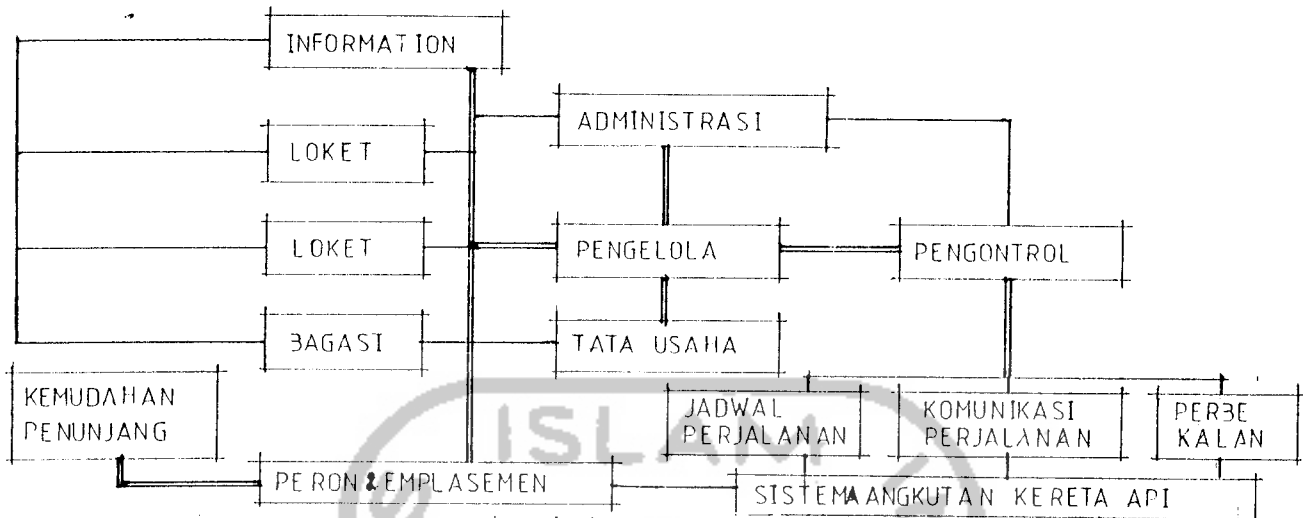 INFORMATION
ADMINISTRASI
LOKET
LOKET
PENGELOLA
PENGONTROL
BAGASI
TATA USAHA
KEMUDAHAN
PENUNJANG
JADWAL
PERJALANAN
KOMUNIKASI
PERJALANAN
PERBE
KALAN
ISLAM
PERON & EMPLASEMEN
SISTEM ANGKUTAN KERETA API